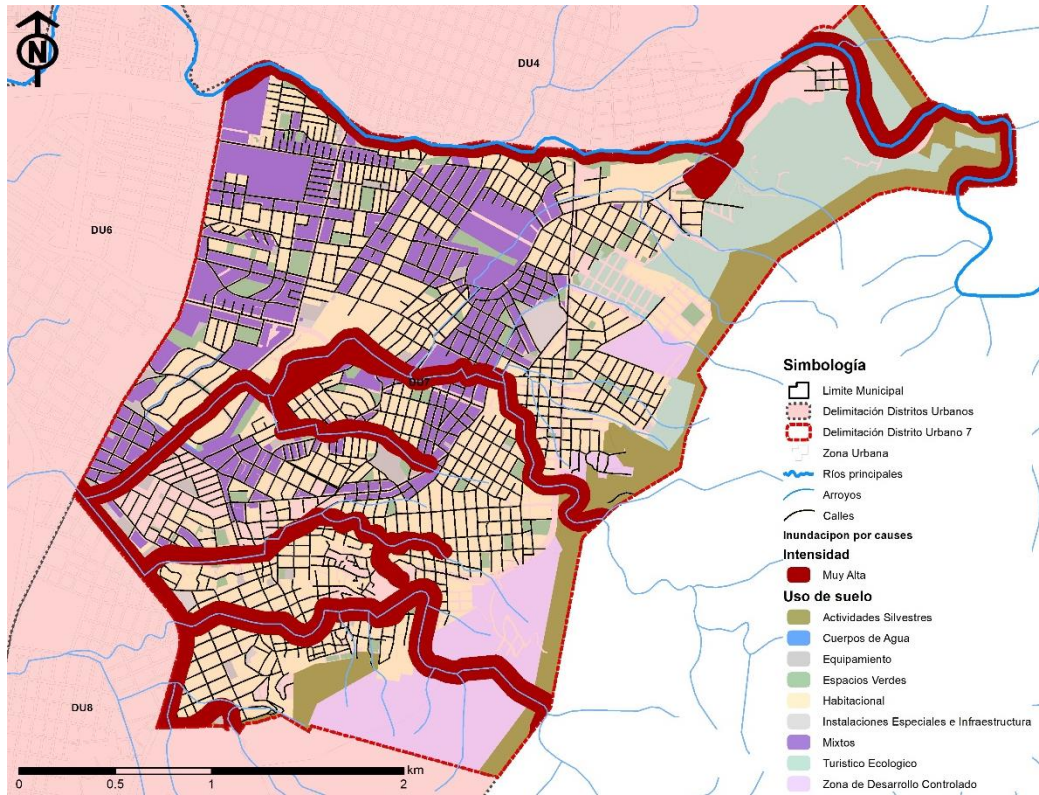 N
DU4
DU6
DU7
DU8
Simbología
Limite Municipal
Delimitación Distritos Urbanos
Delimitación Distrito Urbano 7
Zona Urbana
Ríos principales
Arroyos
Calles
Inundacipon por causes
Intensidad
Muy Alta
Uso de suelo
Actividades Silvestres
Cuerpos de Agua
Equipamiento
Espacios Verdes
Habitacional
Instalaciones Especiales e Infraestructura
Mixtos
Turistico Ecologico
Zona de Desarrollo Controlado
km
0 0.5 1 2